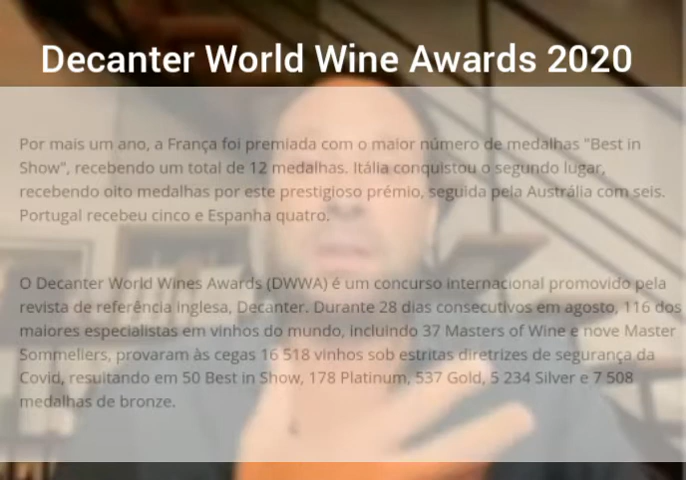 Decanter World Wine Awards 2020
Por mais um ano, a França foi premiada com o maior número de medalhas "Best in
Show", recebendo um total de 12 medalhas. Itália conquistou o segundo lugar,
recebendo oito medalhas por este prestigioso prémio, seguida pela Austrália com seis.
Portugal recebeu cinco e Espanha quatro.
O Decanter World Wines Awards (DWWA) é um concurso internacional promovido pela
revista de referência inglesa, Decanter. Durante 28 dias consecutivos em agosto, 116 dos
maiores especialistas em vinhos do mundo, incluindo 37 Masters of Wine e nove Master
Sommeliers, provaram às cegas 16 518 vinhos sob estritas diretrizes de segurança da
Covid, resultando em 50 Best in Show, 178 Platinum, 537 Gold, 5 234 Silver e 7 508
medalhas de bronze.